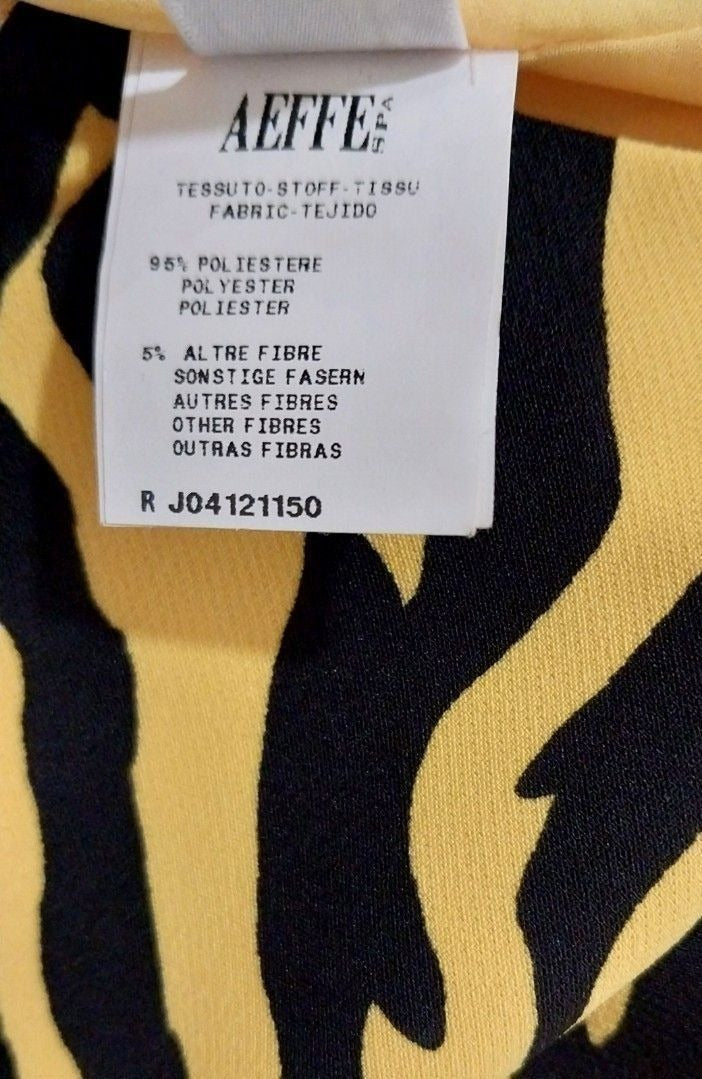 AEFFE SPA
TESSUTO-STOFF-TISSU
FABRIC-TEJIDO
95% POLIESTERE
POLYESTER
POLIESTER
5% ALTRE FIBRE
SONSTIGE FASERN
AUTRES FIBRES
OTHER FIBRES
OUTRAS FIBRAS
R J04121150